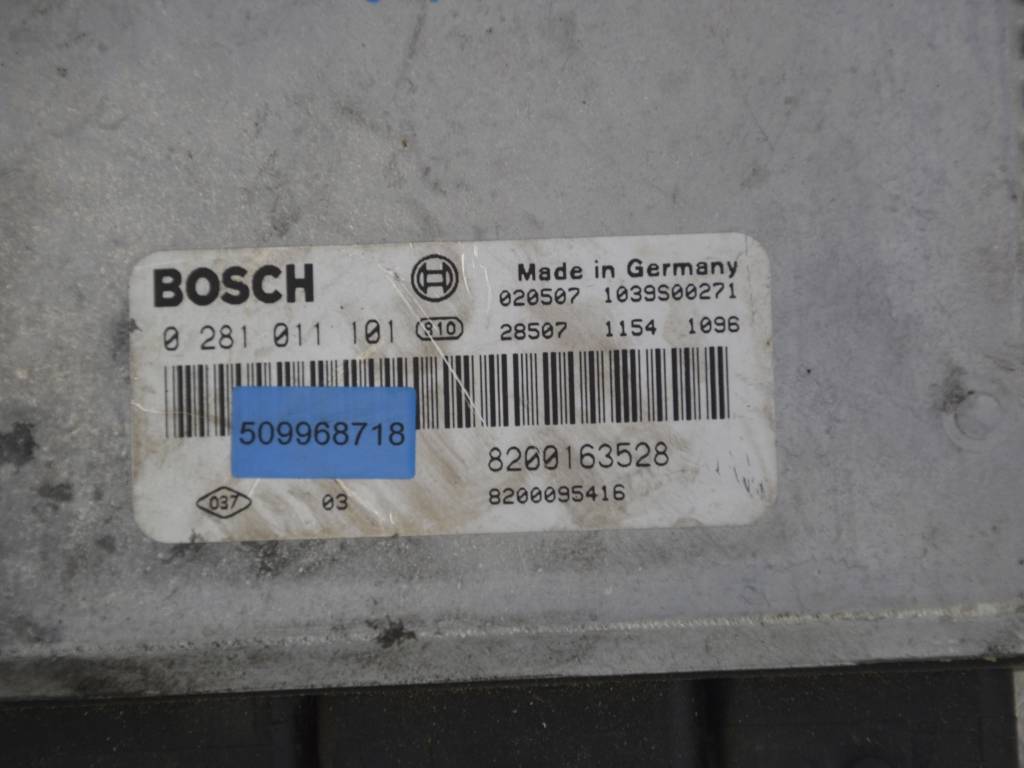 BOSCH
Made in Germany
020507 1039S00271
0 281 011 101 910 28507 1154 1096
509968718
8200163528
037 03 8200095416